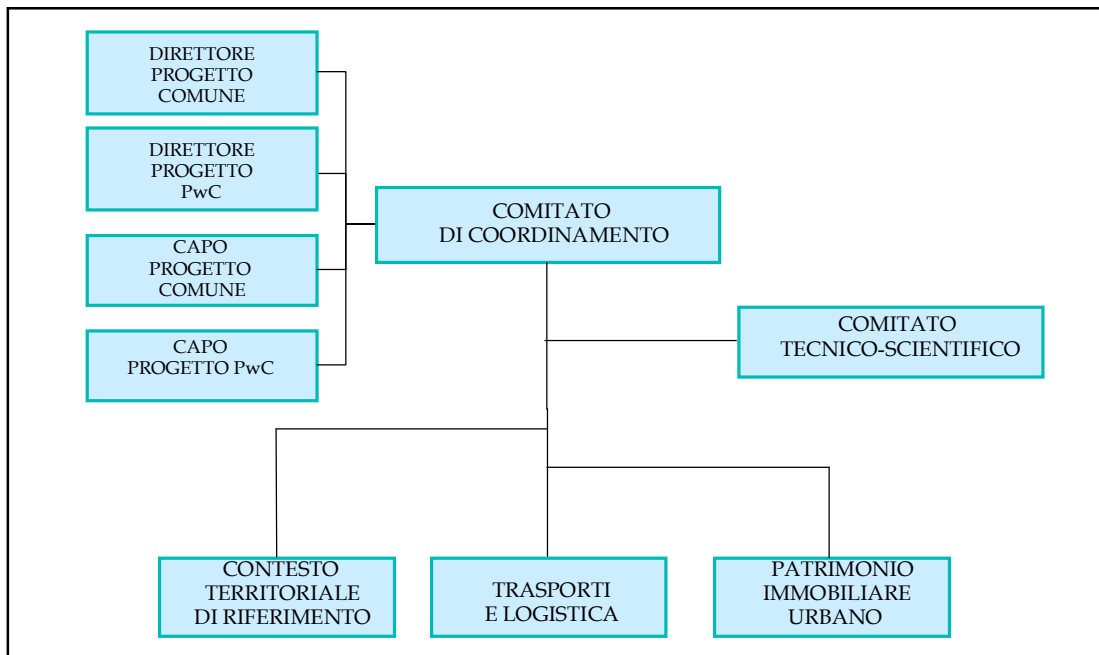 DIRETTORE
PROGETTO
COMUNE
DIRETTORE
PROGETTO
PwC
CAPO
PROGETTO
COMUNE
CAPO
PROGETTO PwC
COMITATO
DI COORDINAMENTO
COMITATO
TECNICO-SCIENTIFICO
CONTESTO
TERRITORIALE
DI RIFERIMENTO
TRASPORTI
E LOGISTICA
PATRIMONIO
IMMOBILIARE
URBANO